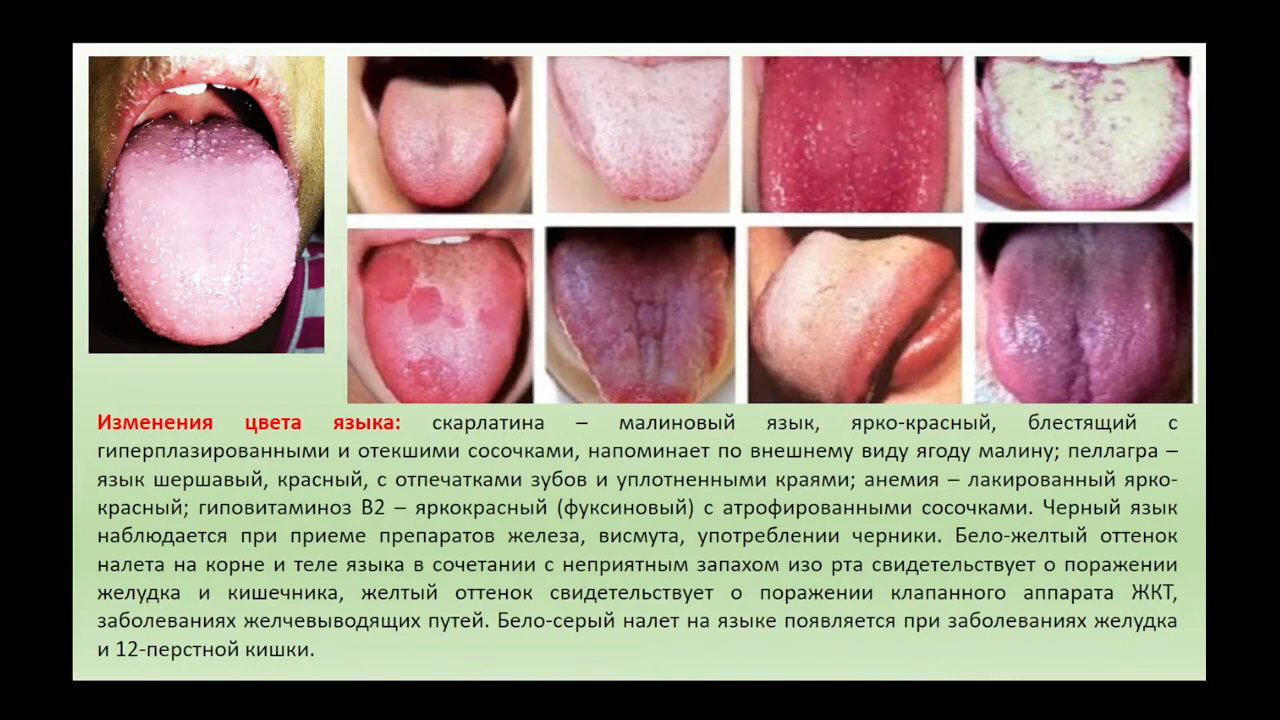 Изменения цвета языка: скарлатина – малиновый язык, ярко-красный, блестящий с
гиперплазированными и отекшими сосочками, напоминает по внешнему виду ягоду малину; пеллагра –
язык шершавый, красный, с отпечатками зубов и уплотненными краями; анемия – лакированный ярко-
красный; гиповитаминоз В2 – яркокрасный (фуксиновый) с атрофированными сосочками. Черный язык
наблюдается при приеме препаратов железа, висмута, употреблении черники. Бело-желтый оттенок
налета на корне и теле языка в сочетании с неприятным запахом изо рта свидетельствует о поражении
желудка и кишечника, желтый оттенок свидетельствует о поражении клапанного аппарата ЖКТ,
заболеваниях желчевыводящих путей. Бело-серый налет на языке появляется при заболеваниях желудка
и 12-перстной кишки.